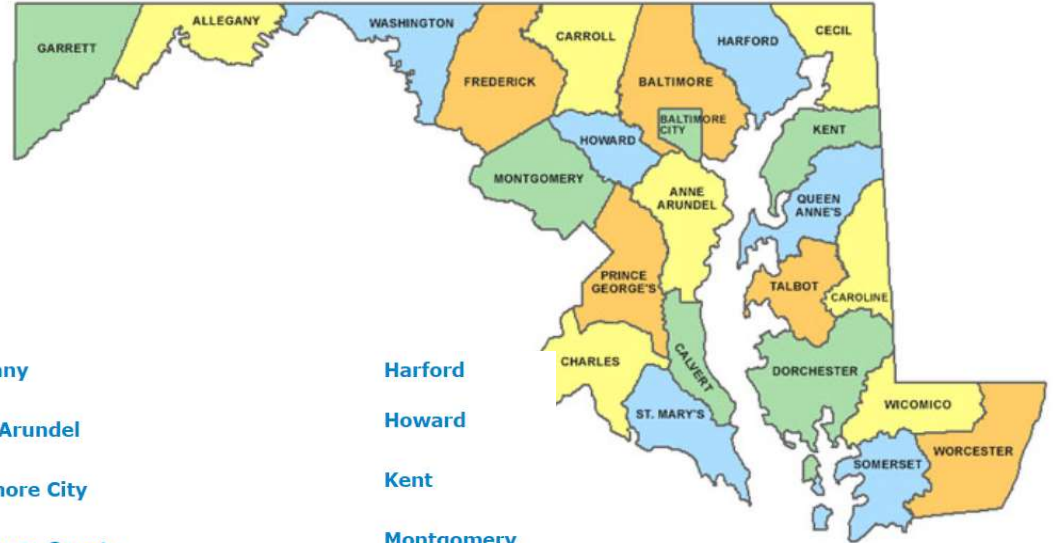 ALLEGANY
WASHINGTON
GARRETT
CARROLL
HARFORD
CECIL
FREDERICK
BALTIMORE
BALTIMORE
CITY
KENT
HOWARD
MONTGOMERY
ANNE
ARUNDEL
QUEEN
ANNE'S
PRINCE
GEORGE'S
TALBOT
CAROLINE
CHARLES
CALVERT
DORCHESTER
ST. MARY'S
WICOMICO
WORCESTER
SOMERSET
any
Arundel
more City
Harford
Howard
Kent
Montgomery